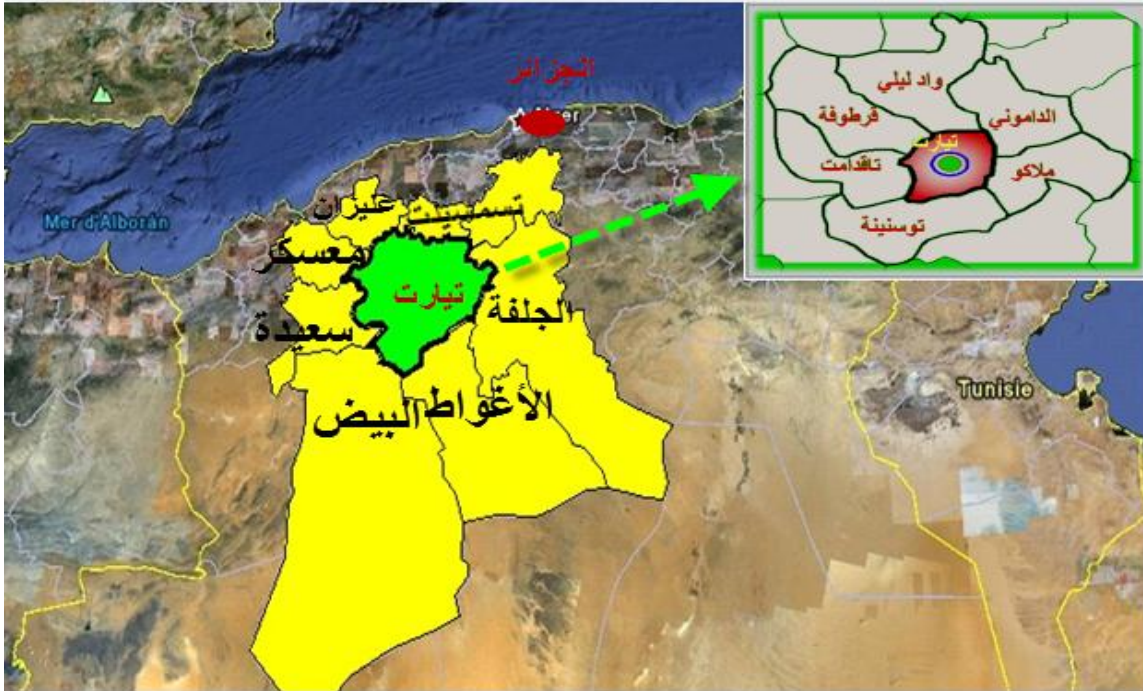 الجزائر
واد ليلي
الداموني
قرطوفة
تيارت
تاقدامت
ملاكو
توسنينة
Mer d'Alborán
غليزان
تسمسيلت
معسكر
تيارت
الجلفة
سعيدة
الأغواط
البيض
Tunisie